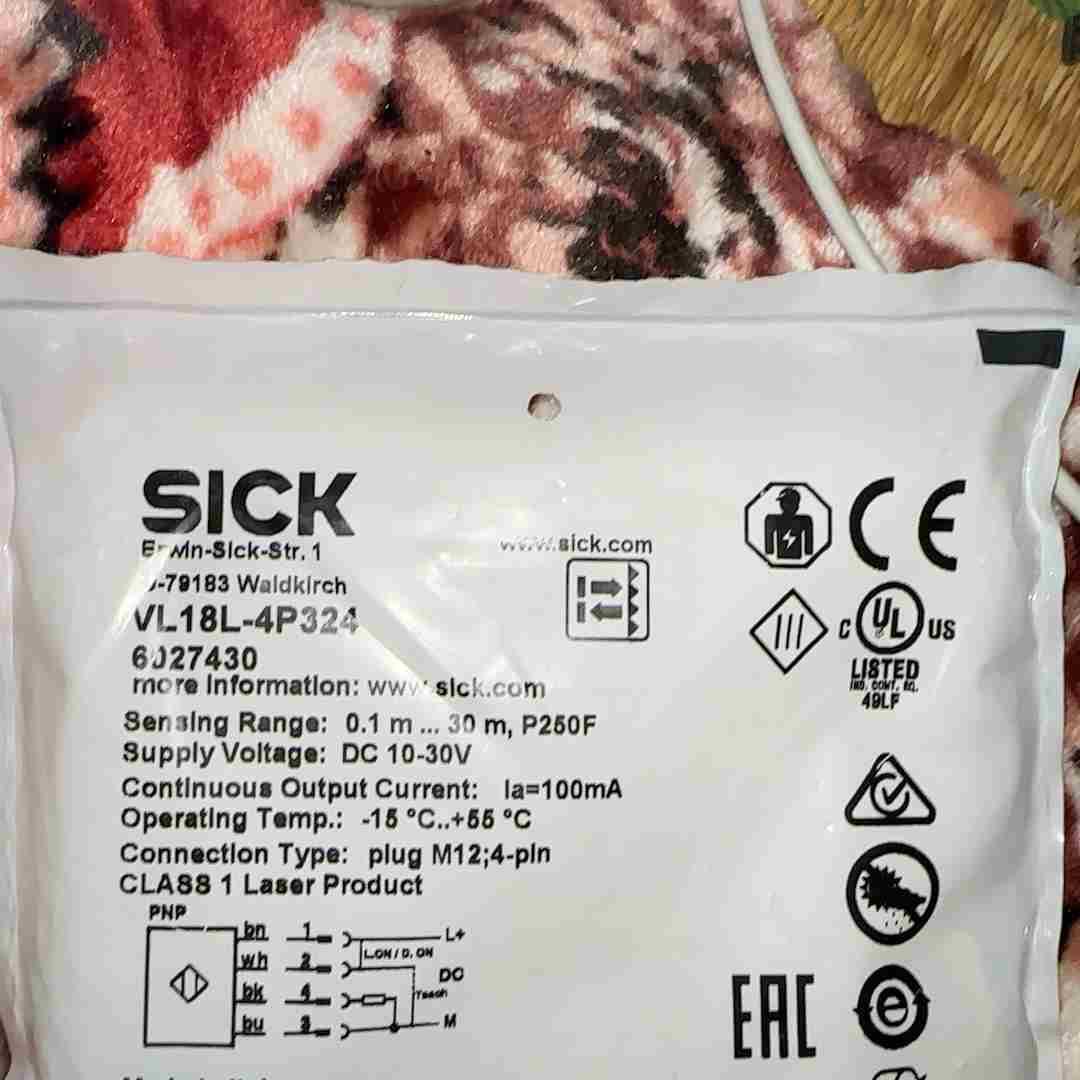 SICK
Erwin-Sick-Str. 1
www.sick.com
D-79183 Waldkirch
VL18L-4P324
6027430
more information: www.sick.com
Sensing Range: 0.1 m ... 30 m, P250F
Supply Voltage: DC 10-30V
Continuous Output Current: Ia=100mA
Operating Temp.: -15 °C..+55 °C
Connection Type: plug M12;4-pin
CLASS 1 Laser Product
PNP
bn 1 L+
L.ON / D. ON
wh 2
DC
bk 4 Teach
bu 3 M
CE
C UL US
LISTED
IND. CONT. EQ.
49LF
EAC
e